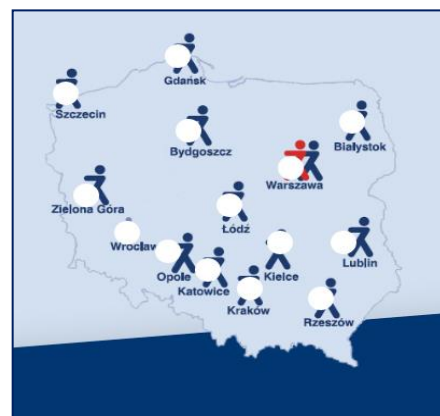 Gdańsk
Szczecin
Bydgoszcz
Białystok
Warszawa
Zielona Góra
Łódź
Wrocław
Opole
Kielce
Lublin
Katowice
Kraków
Rzeszów